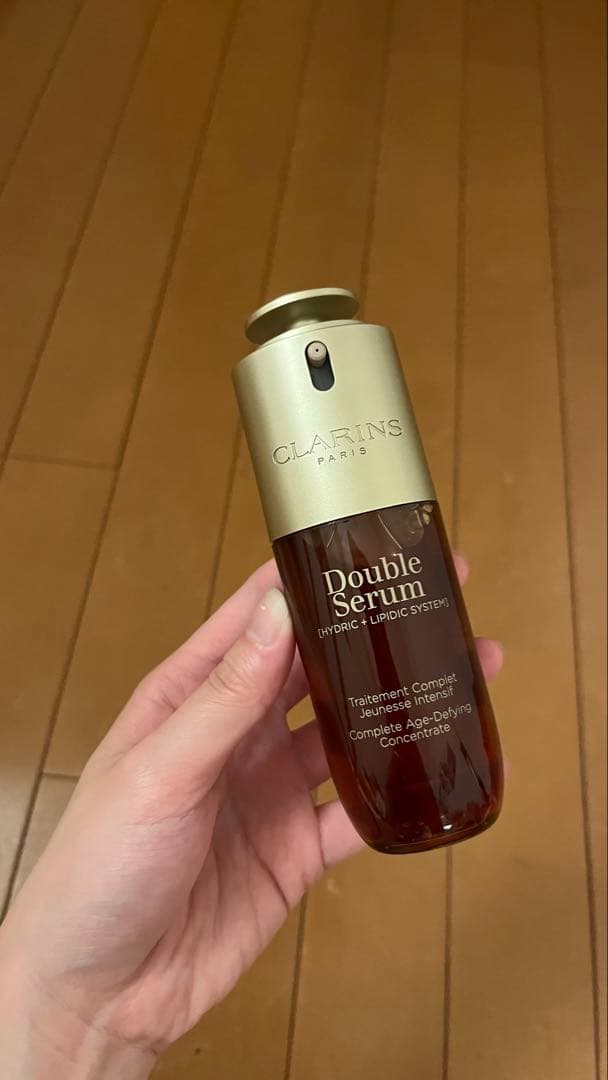 CLARINS
PARIS
Double
Serum
[HYDRIC + LIPIDIC SYSTEM]
Traitement Complet
Jeunesse Intensif
Complete Age-Defying
Concentrate